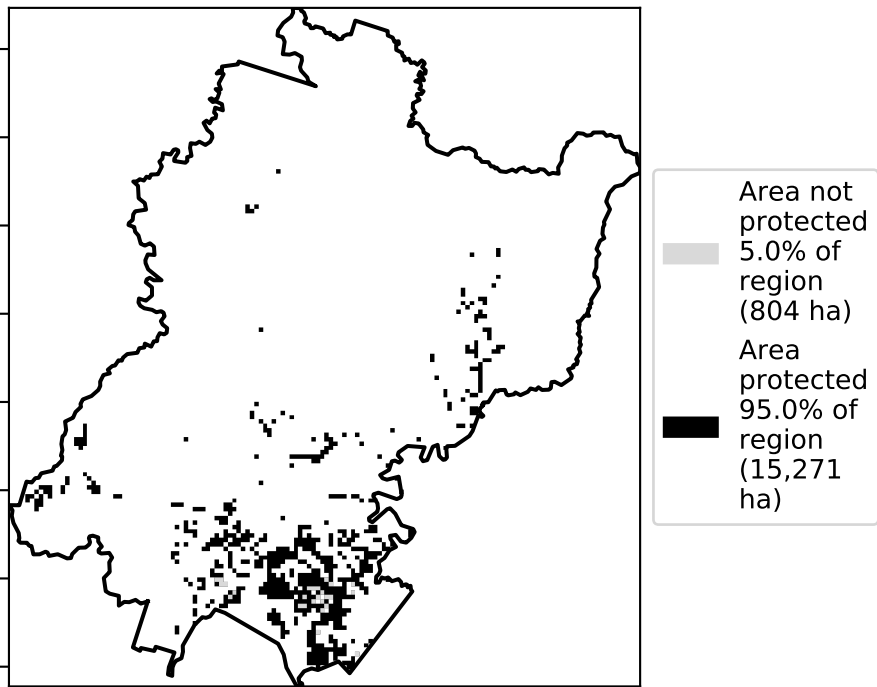 Area not
protected
5.0% of
region
(804 ha)
Area
protected
95.0% of
region
(15,271
ha)